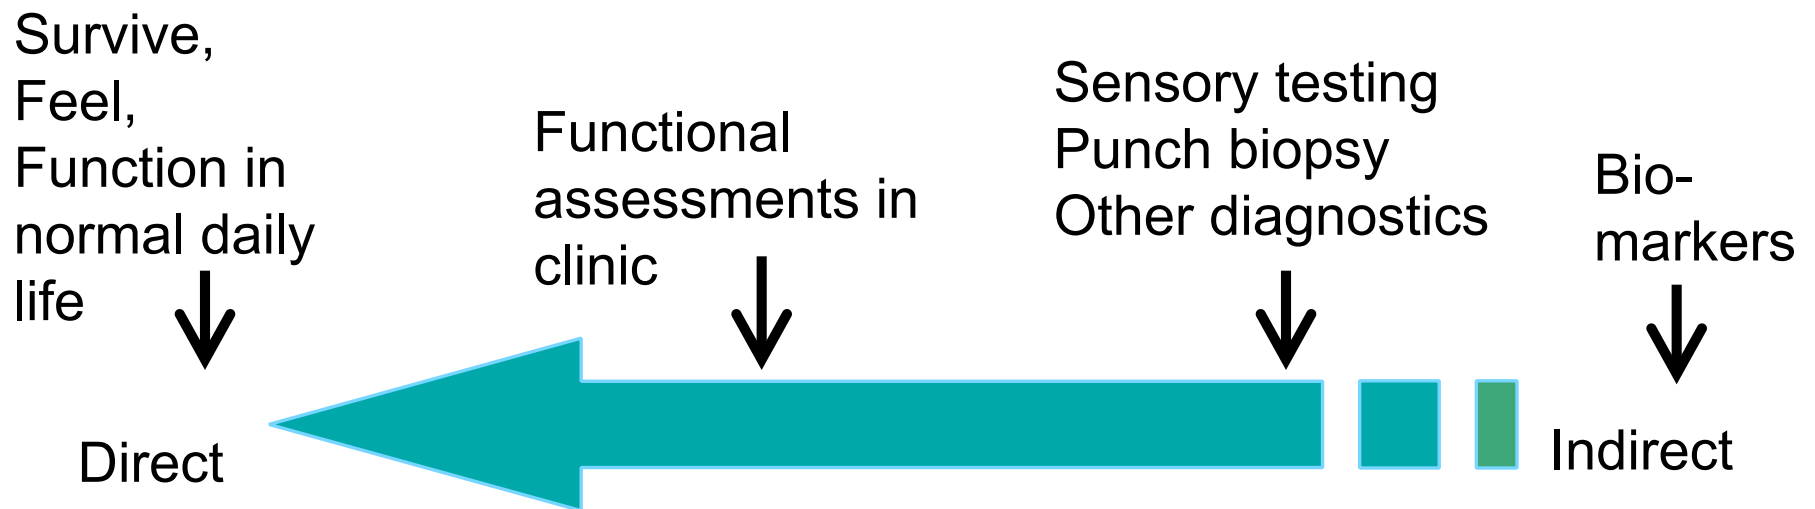 Survive,
Feel,
Function in
normal daily
life
Functional
assessments in
clinic
Sensory testing
Punch biopsy
Other diagnostics
Bio-
markers
Direct
Indirect